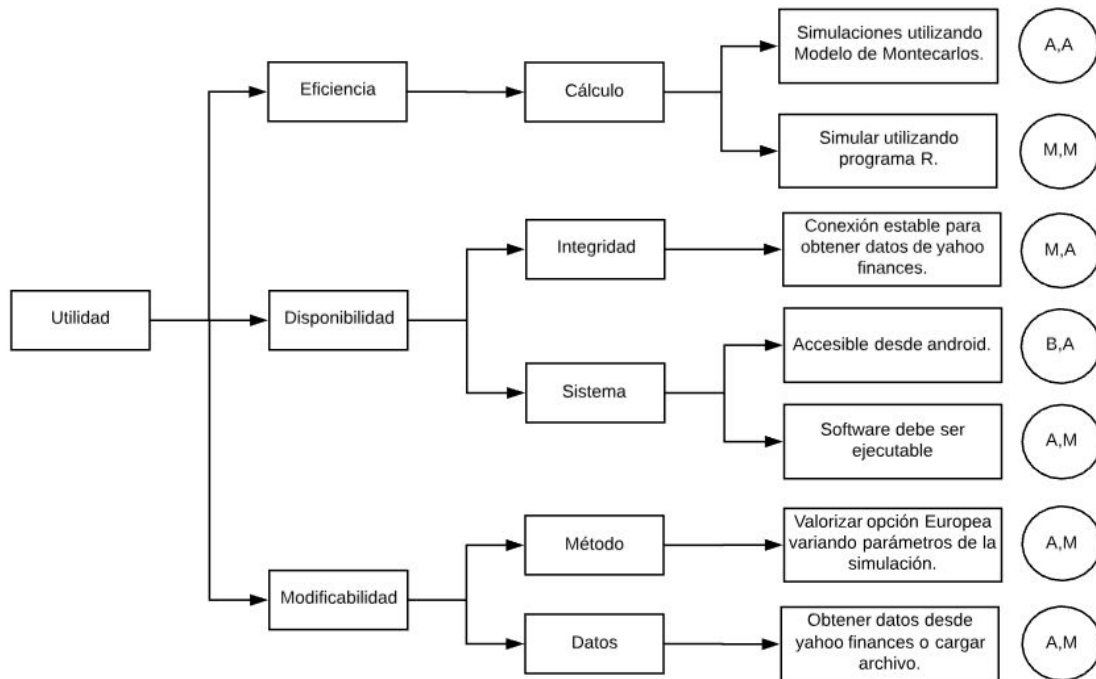 Simulaciones utilizando
Modelo de Montecarlos.
A,A
Eficiencia
Cálculo
Simular utilizando
programa R.
M,M
Integridad
Conexión estable para
obtener datos de yahoo
finances.
M,A
Utilidad
Disponibilidad
Accesible desde android.
B,A
Sistema
Software debe ser
ejecutable
A,M
Método
Valorizar opción Europea
variando parámetros de la
simulación.
A,M
Modificabilidad
Datos
Obtener datos desde
yahoo finances o cargar
archivo.
A,M